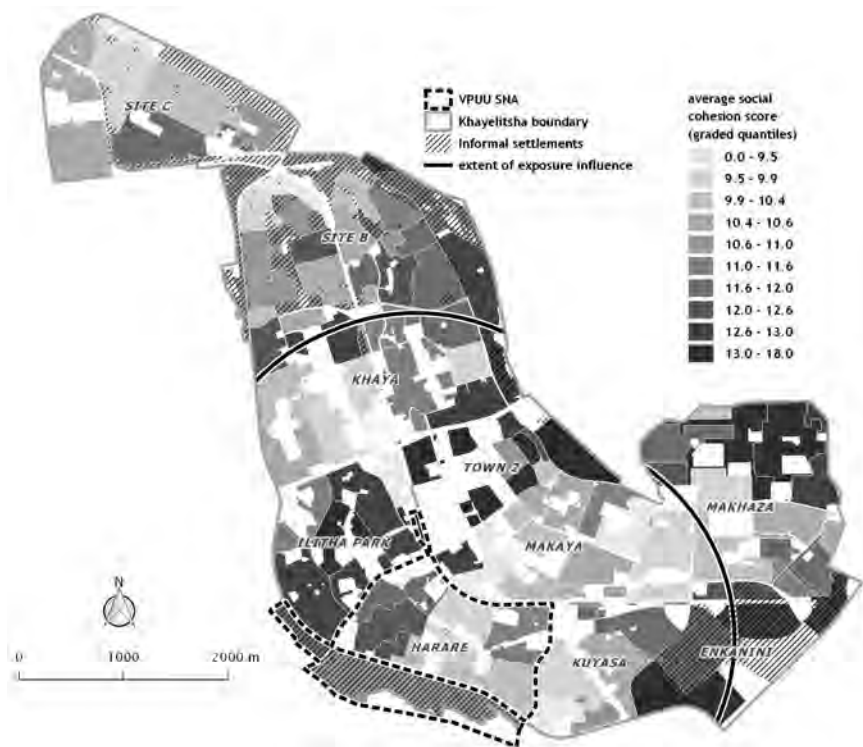 SITE C
VPUU SNA
Khayelitsha boundary
Informal settlements
extent of exposure influence
average social
cohesion score
(graded quantiles)
0.0 - 9.5
9.5 - 9.9
9.9 - 10.4
10.4 - 10.6
10.6 - 11.0
11.0 - 11.6
11.6 - 12.0
12.0 - 12.6
12.6 - 13.0
13.0 - 18.0
SITE B
KHAYA
TOWN 2
MAKHAZA
ILITHA PARK
MAKAYA
N
HARARE
KUYASA
ENKANINI
0 1000 2000 m